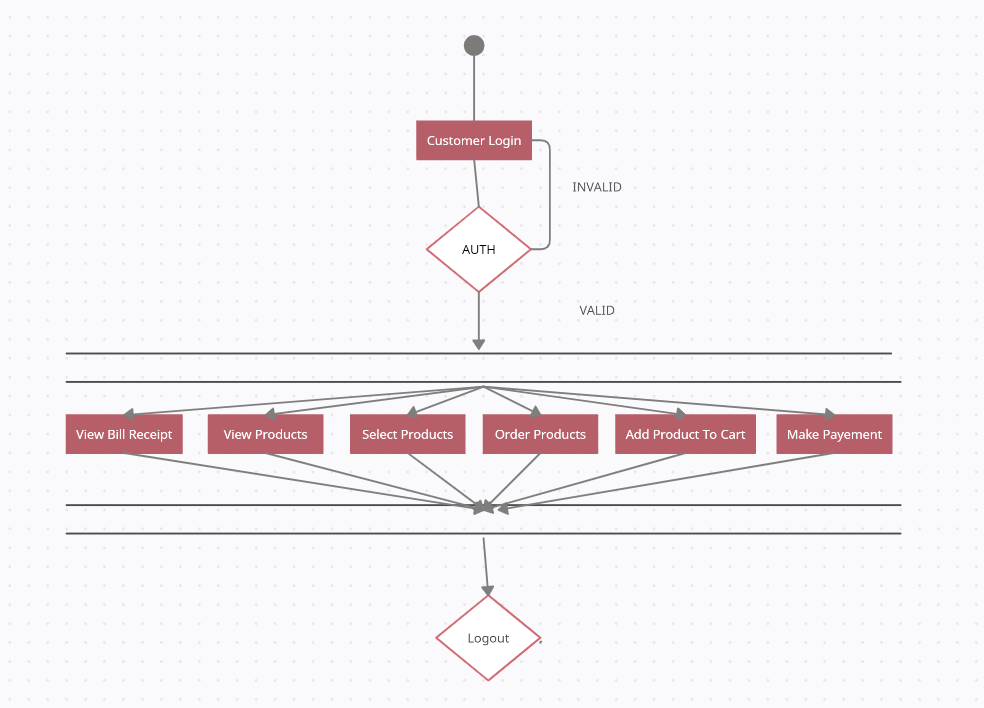 Customer Login
INVALID
AUTH
VALID
View Bill Receipt
View Products
Select Products
Order Products
Add Product To Cart
Make Payement
Logout